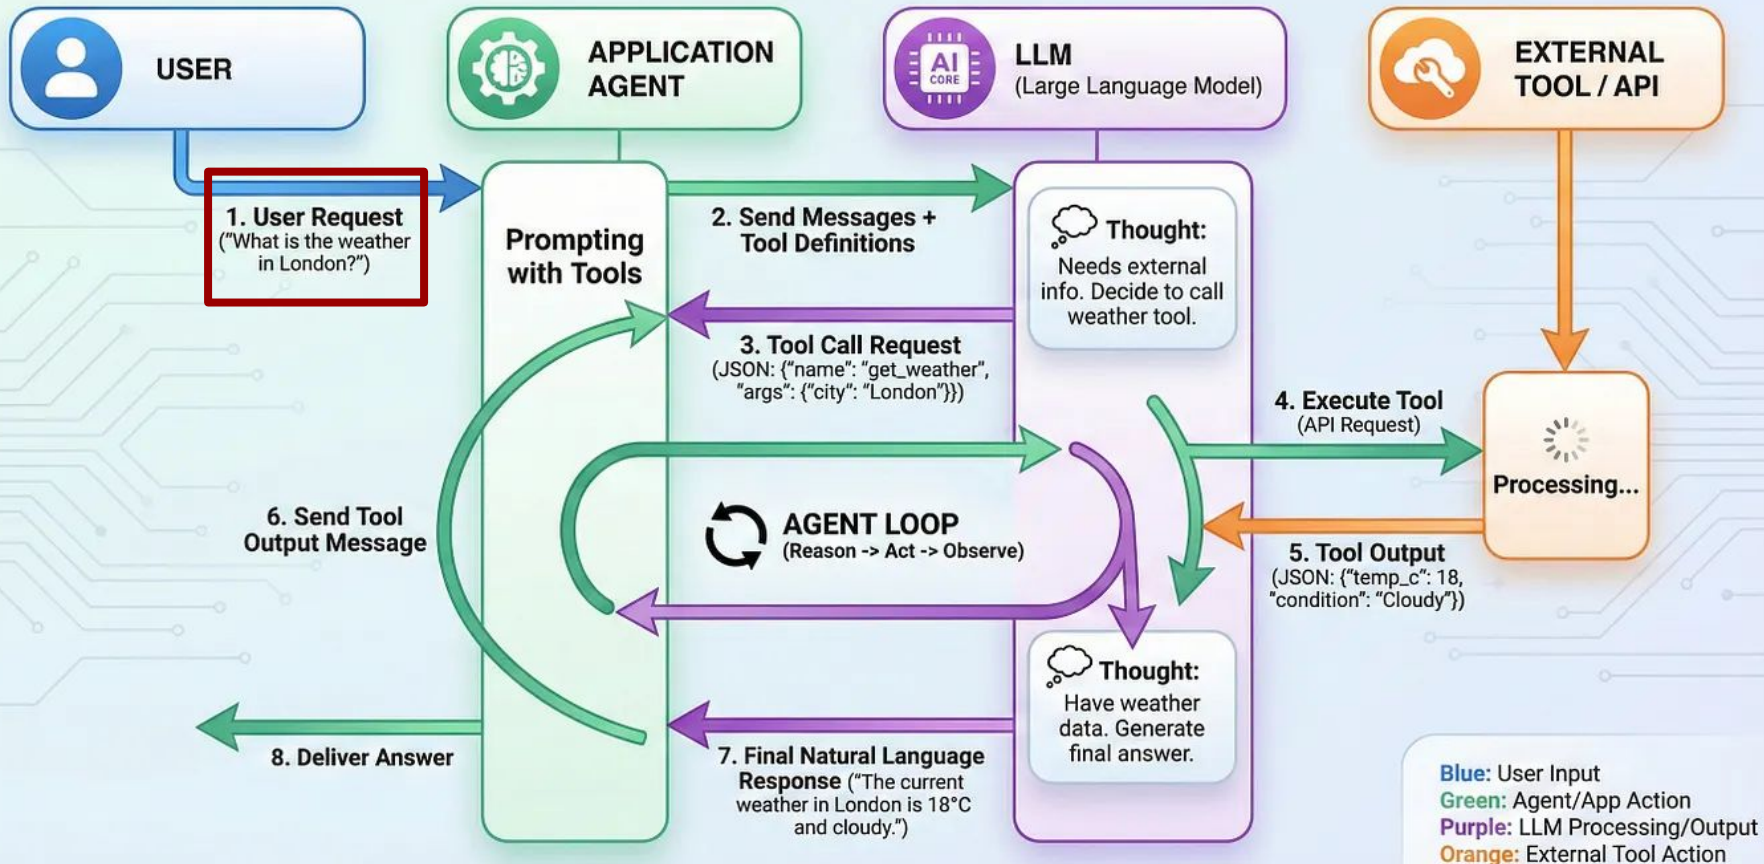 USER
APPLICATION
AGENT
AI
CORE
LLM
(Large Language Model)
EXTERNAL
TOOL / API
1. User Request
("What is the weather
in London?")
Prompting
with Tools
2. Send Messages +
Tool Definitions
Thought:
Needs external
info. Decide to call
weather tool.
3. Tool Call Request
(JSON: {"name": "get_weather",
"args": {"city": "London"}})
4. Execute Tool
(API Request)
Processing...
6. Send Tool
Output Message
AGENT LOOP
(Reason -> Act -> Observe)
5. Tool Output
(JSON: {"temp_c": 18,
"condition": "Cloudy"})
Thought:
Have weather
data. Generate
final answer.
8. Deliver Answer
7. Final Natural Language
Response ("The current
weather in London is 18°C
and cloudy.")
Blue: User Input
Green: Agent/App Action
Purple: LLM Processing/Output
Orange: External Tool Action